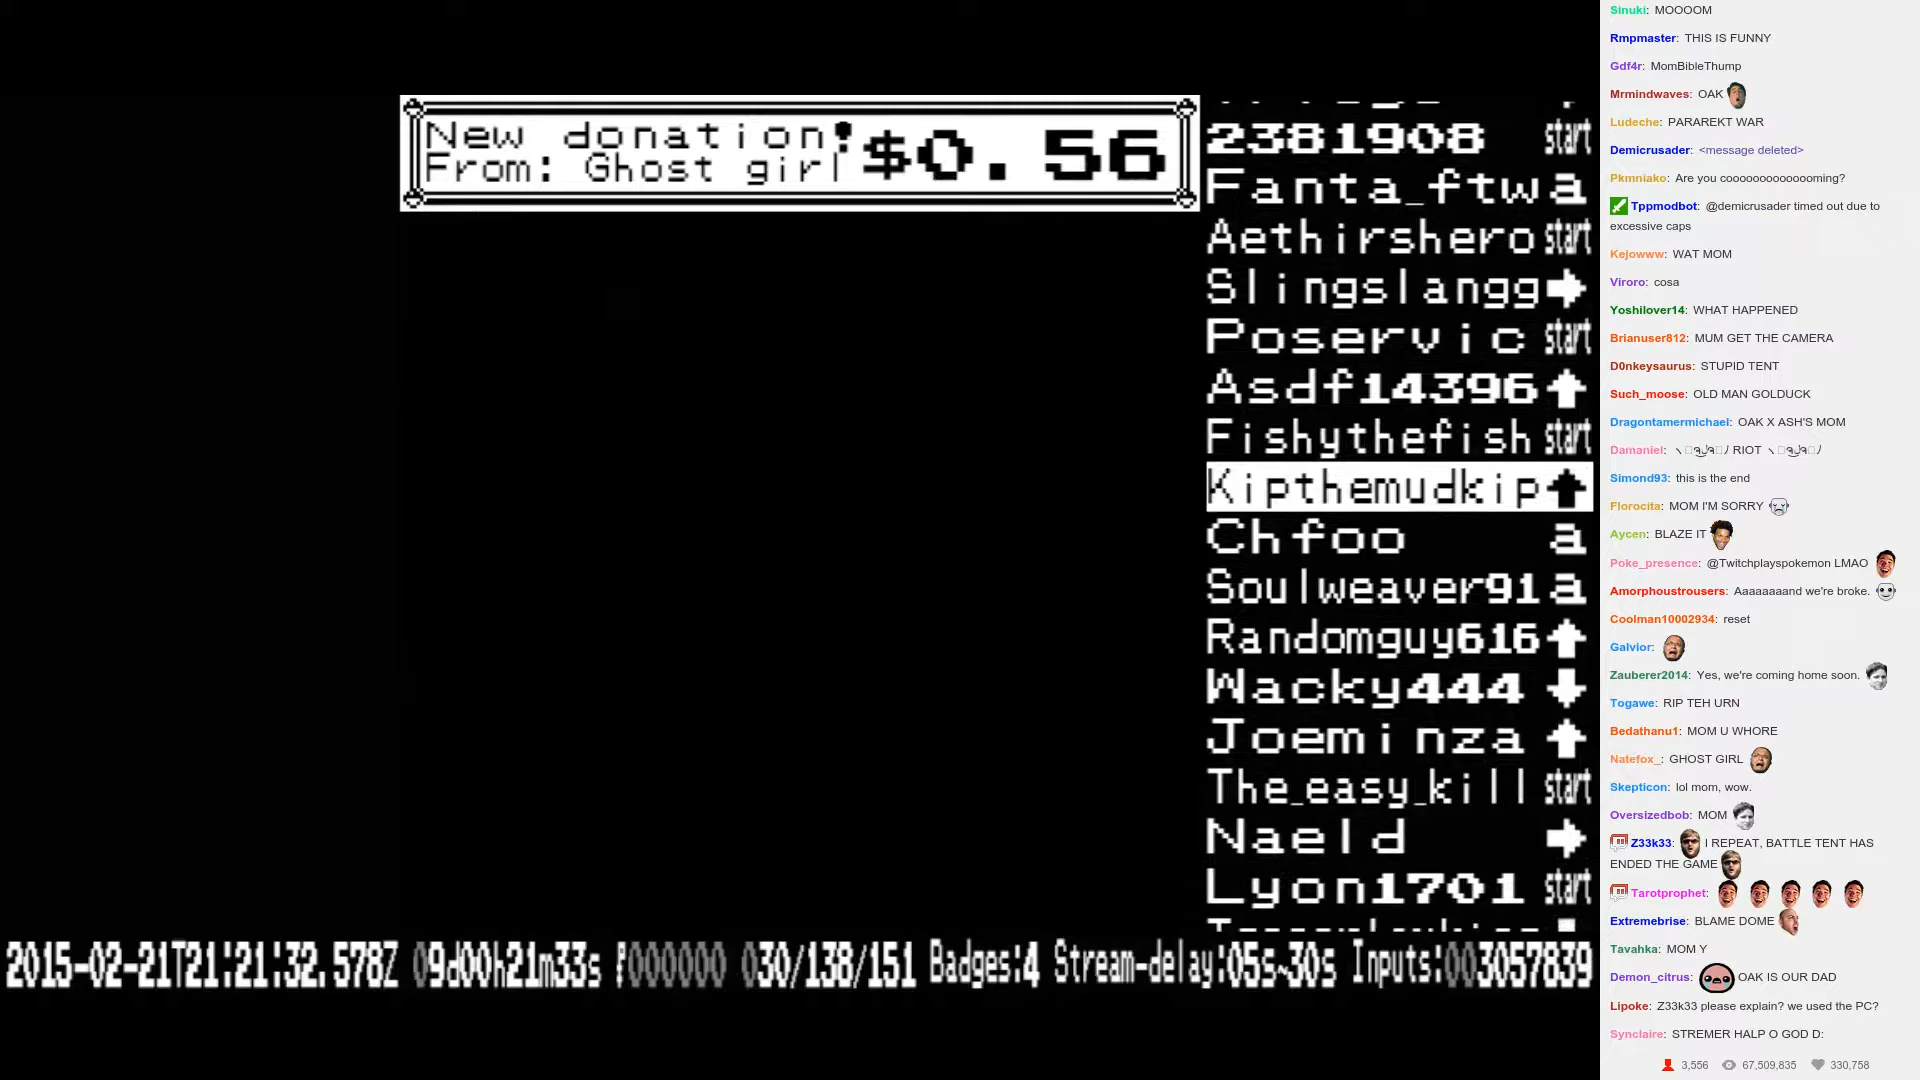 New donation!
From: Ghost girl
$0.56
2381908 start
Fanta_ftw a
Aethirshero start
Slingslangg
Poservic start
Asdf14396
Fishythefish start
Kipthemudkip
Chfoo a
Soulweaver91 a
Randomguy616
Wacky444
Joeminza
The_easy_kill start
Naeld
Lyon1701 start
2015-02-21T21:21:32.578Z 09d00h21m33s 000000 030/138/151 Badges:4 Stream-delay:05s~30s Inputs:003057839
Sinuki: MOOOOM
Rmpmaster: THIS IS FUNNY
Gdf4r: MomBibleThump
Mrmindwaves: OAK
Ludeche: PARAREKT WAR
Demicrusader: <message deleted>
Pkmniako: Are you coooooooooooooming?
Tppmodbot: @demicrusader timed out due to
excessive caps
Kejowww: WAT MOM
Viroro: cosa
Yoshilover14: WHAT HAPPENED
Brianuser812: MUM GET THE CAMERA
D0nkeysaurus: STUPID TENT
Such_moose: OLD MAN GOLDUCK
Dragontamermichael: OAK X ASH'S MOM
Damaniel: RIOT
Simond93: this is the end
Florocita: MOM I'M SORRY
Aycen: BLAZE IT
Poke_presence: @Twitchplayspokemon LMAO
Amorphoustrousers: Aaaaaaaand we're broke.
Coolman10002934: reset
Galvior:
Zauberer2014: Yes, we're coming home soon.
Togawe: RIP TEH URN
Bedathanu1: MOM U WHORE
Natefox_: GHOST GIRL
Skepticon: lol mom, wow.
Oversizedbob: MOM
Z33k33: I REPEAT, BATTLE TENT HAS
ENDED THE GAME
Tarotprophet:
Extremebrise: BLAME DOME
Tavahka: MOM Y
Demon_citrus: OAK IS OUR DAD
Lipoke: Z33k33 please explain? we used the PC?
Synclaire: STREMER HALP O GOD D:
3,556 67,509,835 330,758